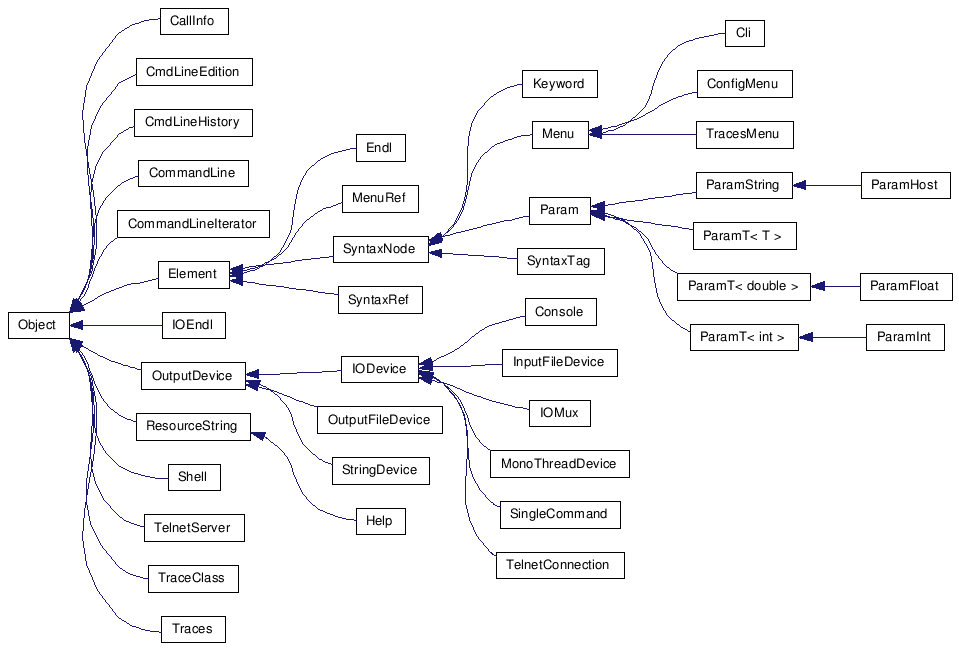 CallInfo
Cli
CmdLineEdition
Keyword
ConfigMenu
CmdLineHistory
Menu
TracesMenu
Endl
CommandLine
ParamString
ParamHost
MenuRef
Param
CommandLineIterator
ParamT< T >
SyntaxNode
SyntaxTag
Element
ParamT< double >
ParamFloat
SyntaxRef
Console
Object
IOEndl
ParamT< int >
ParamInt
InputFileDevice
IODevice
OutputDevice
IOMux
OutputFileDevice
ResourceString
MonoThreadDevice
StringDevice
Shell
SingleCommand
Help
TelnetServer
TelnetConnection
TraceClass
Traces